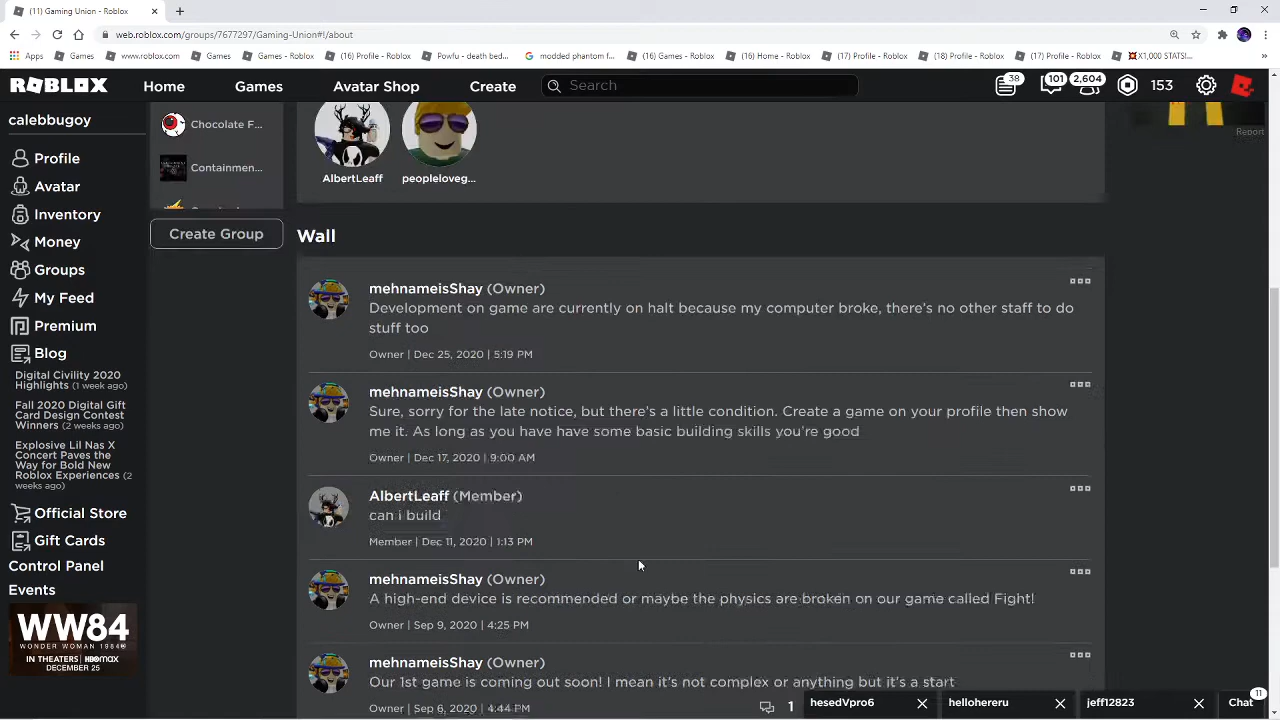 (11) Gaming Union - Roblox
web.roblox.com/groups/7677297/Gaming-Union#!/about
Apps
Games
www.roblox.com
Games
Games - Roblox
(16) Profile - Roblox
Powfu - death bed...
modded phantom f...
(16) Games - Roblox
(16) Home - Roblox
(17) Profile - Roblox
(18) Profile - Roblox
(17) Profile - Roblox
X1,000 STATS!...
ROBLOX
Home
Games
Avatar Shop
Create
Search
38
101
2,604
153
calebbugoy
Profile
Avatar
Inventory
Money
Groups
My Feed
Premium
Blog
Digital Civility 2020
Highlights (1 week ago)
Fall 2020 Digital Gift
Card Design Contest
Winners (2 weeks ago)
Explosive Lil Nas X
Concert Paves the
Way for Bold New
Roblox Experiences (2
weeks ago)
Official Store
Gift Cards
Control Panel
Events
WW84
WONDER WOMAN 1984
IN THEATERS | HBOMAX
DECEMBER 25
Chocolate F...
Containmen...
Create Group
AlbertLeaff
peopleloveg...
Report
Wall
mehnameisShay (Owner)
Development on game are currently on halt because my computer broke, there's no other staff to do
stuff too
Owner | Dec 25, 2020 | 5:19 PM
mehnameisShay (Owner)
Sure, sorry for the late notice, but there's a little condition. Create a game on your profile then show
me it. As long as you have have some basic building skills you're good
Owner | Dec 17, 2020 | 9:00 AM
AlbertLeaff (Member)
can i build
Member | Dec 11, 2020 | 1:13 PM
mehnameisShay (Owner)
A high-end device is recommended or maybe the physics are broken on our game called Fight!
Owner | Sep 9, 2020 | 4:25 PM
mehnameisShay (Owner)
Our 1st game is coming out soon! I mean it's not complex or anything but it's a start
Owner | Sep 6, 2020 | 4:44 PM
1
hesedVpro6
hellohereru
jeff12823
Chat
11